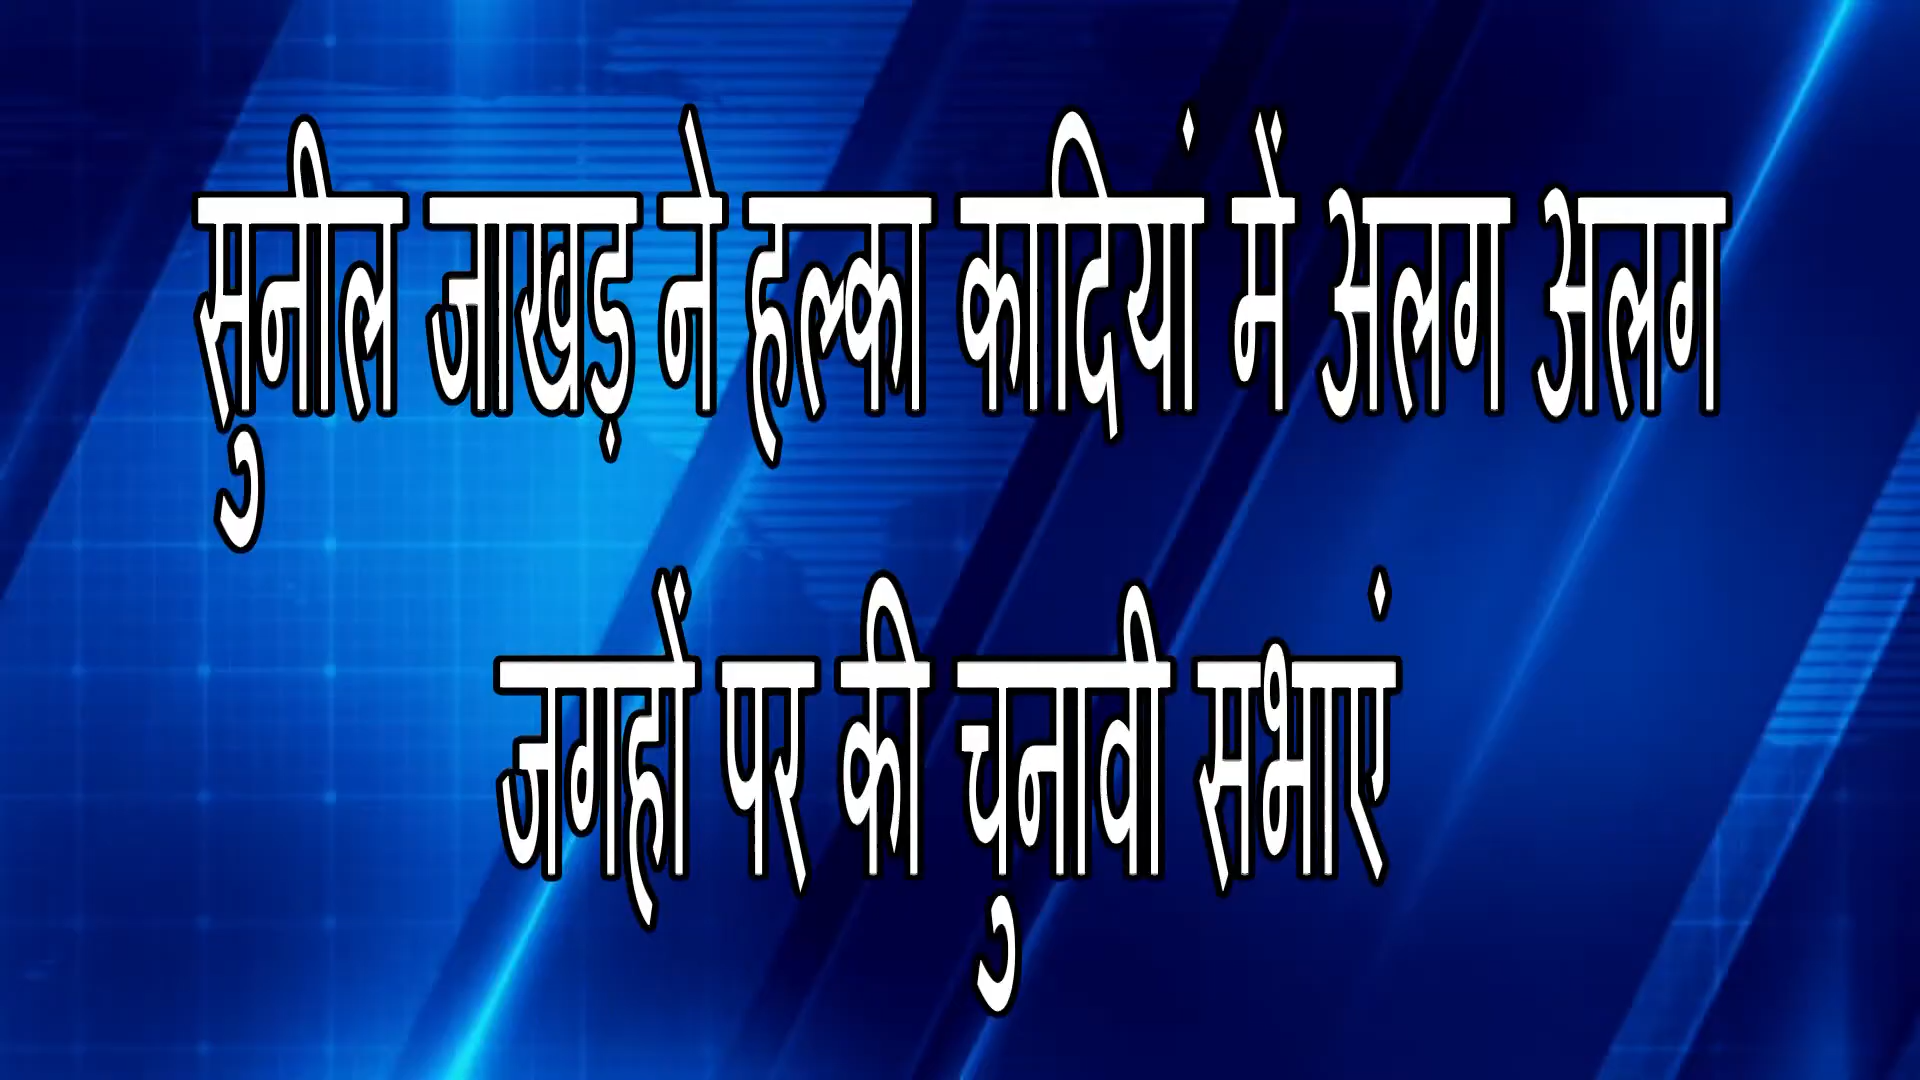 सुनील जाखड़ ने हल्का कादियां में अलग अलग
जगहों पर की चुनावी सभाएं